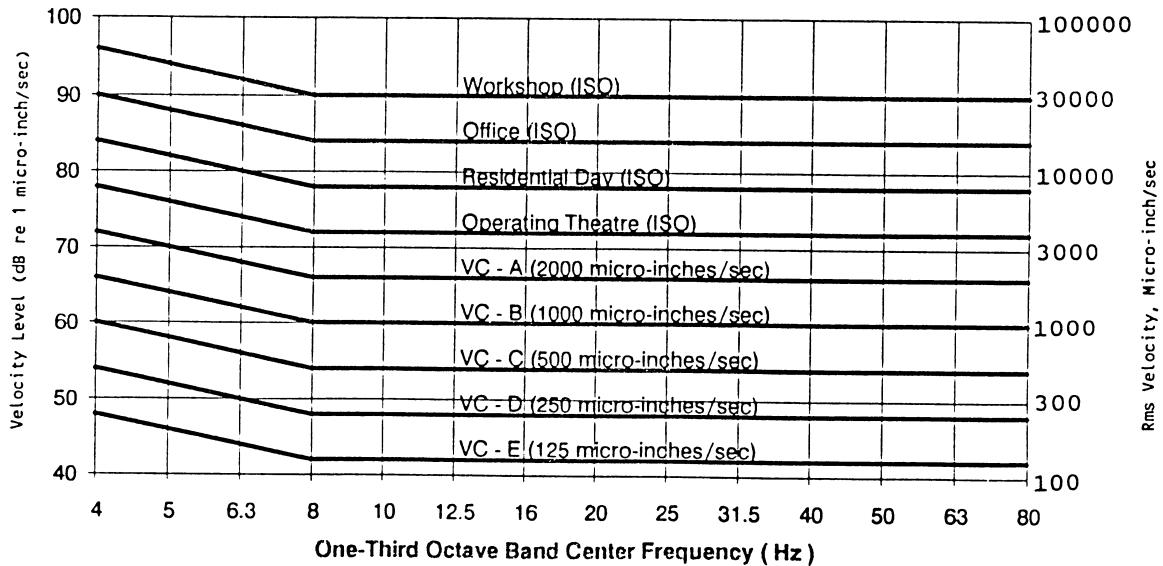 Velocity Level (dB re 1 micro-inch/sec)
100
90
80
70
60
50
40
Workshop (ISO)
Office (ISO)
Residential Day (ISO)
Operating Theatre (ISO)
VC - A (2000 micro-inches/sec)
VC - B (1000 micro-inches/sec)
VC - C (500 micro-inches/sec)
VC - D (250 micro-inches/sec)
VC - E (125 micro-inches/sec)
100000
30000
10000
3000
1000
300
100
Rms Velocity, Micro-inch/sec
4 5 6.3 8 10 12.5 16 20 25 31.5 40 50 63 80
One-Third Octave Band Center Frequency ( Hz )